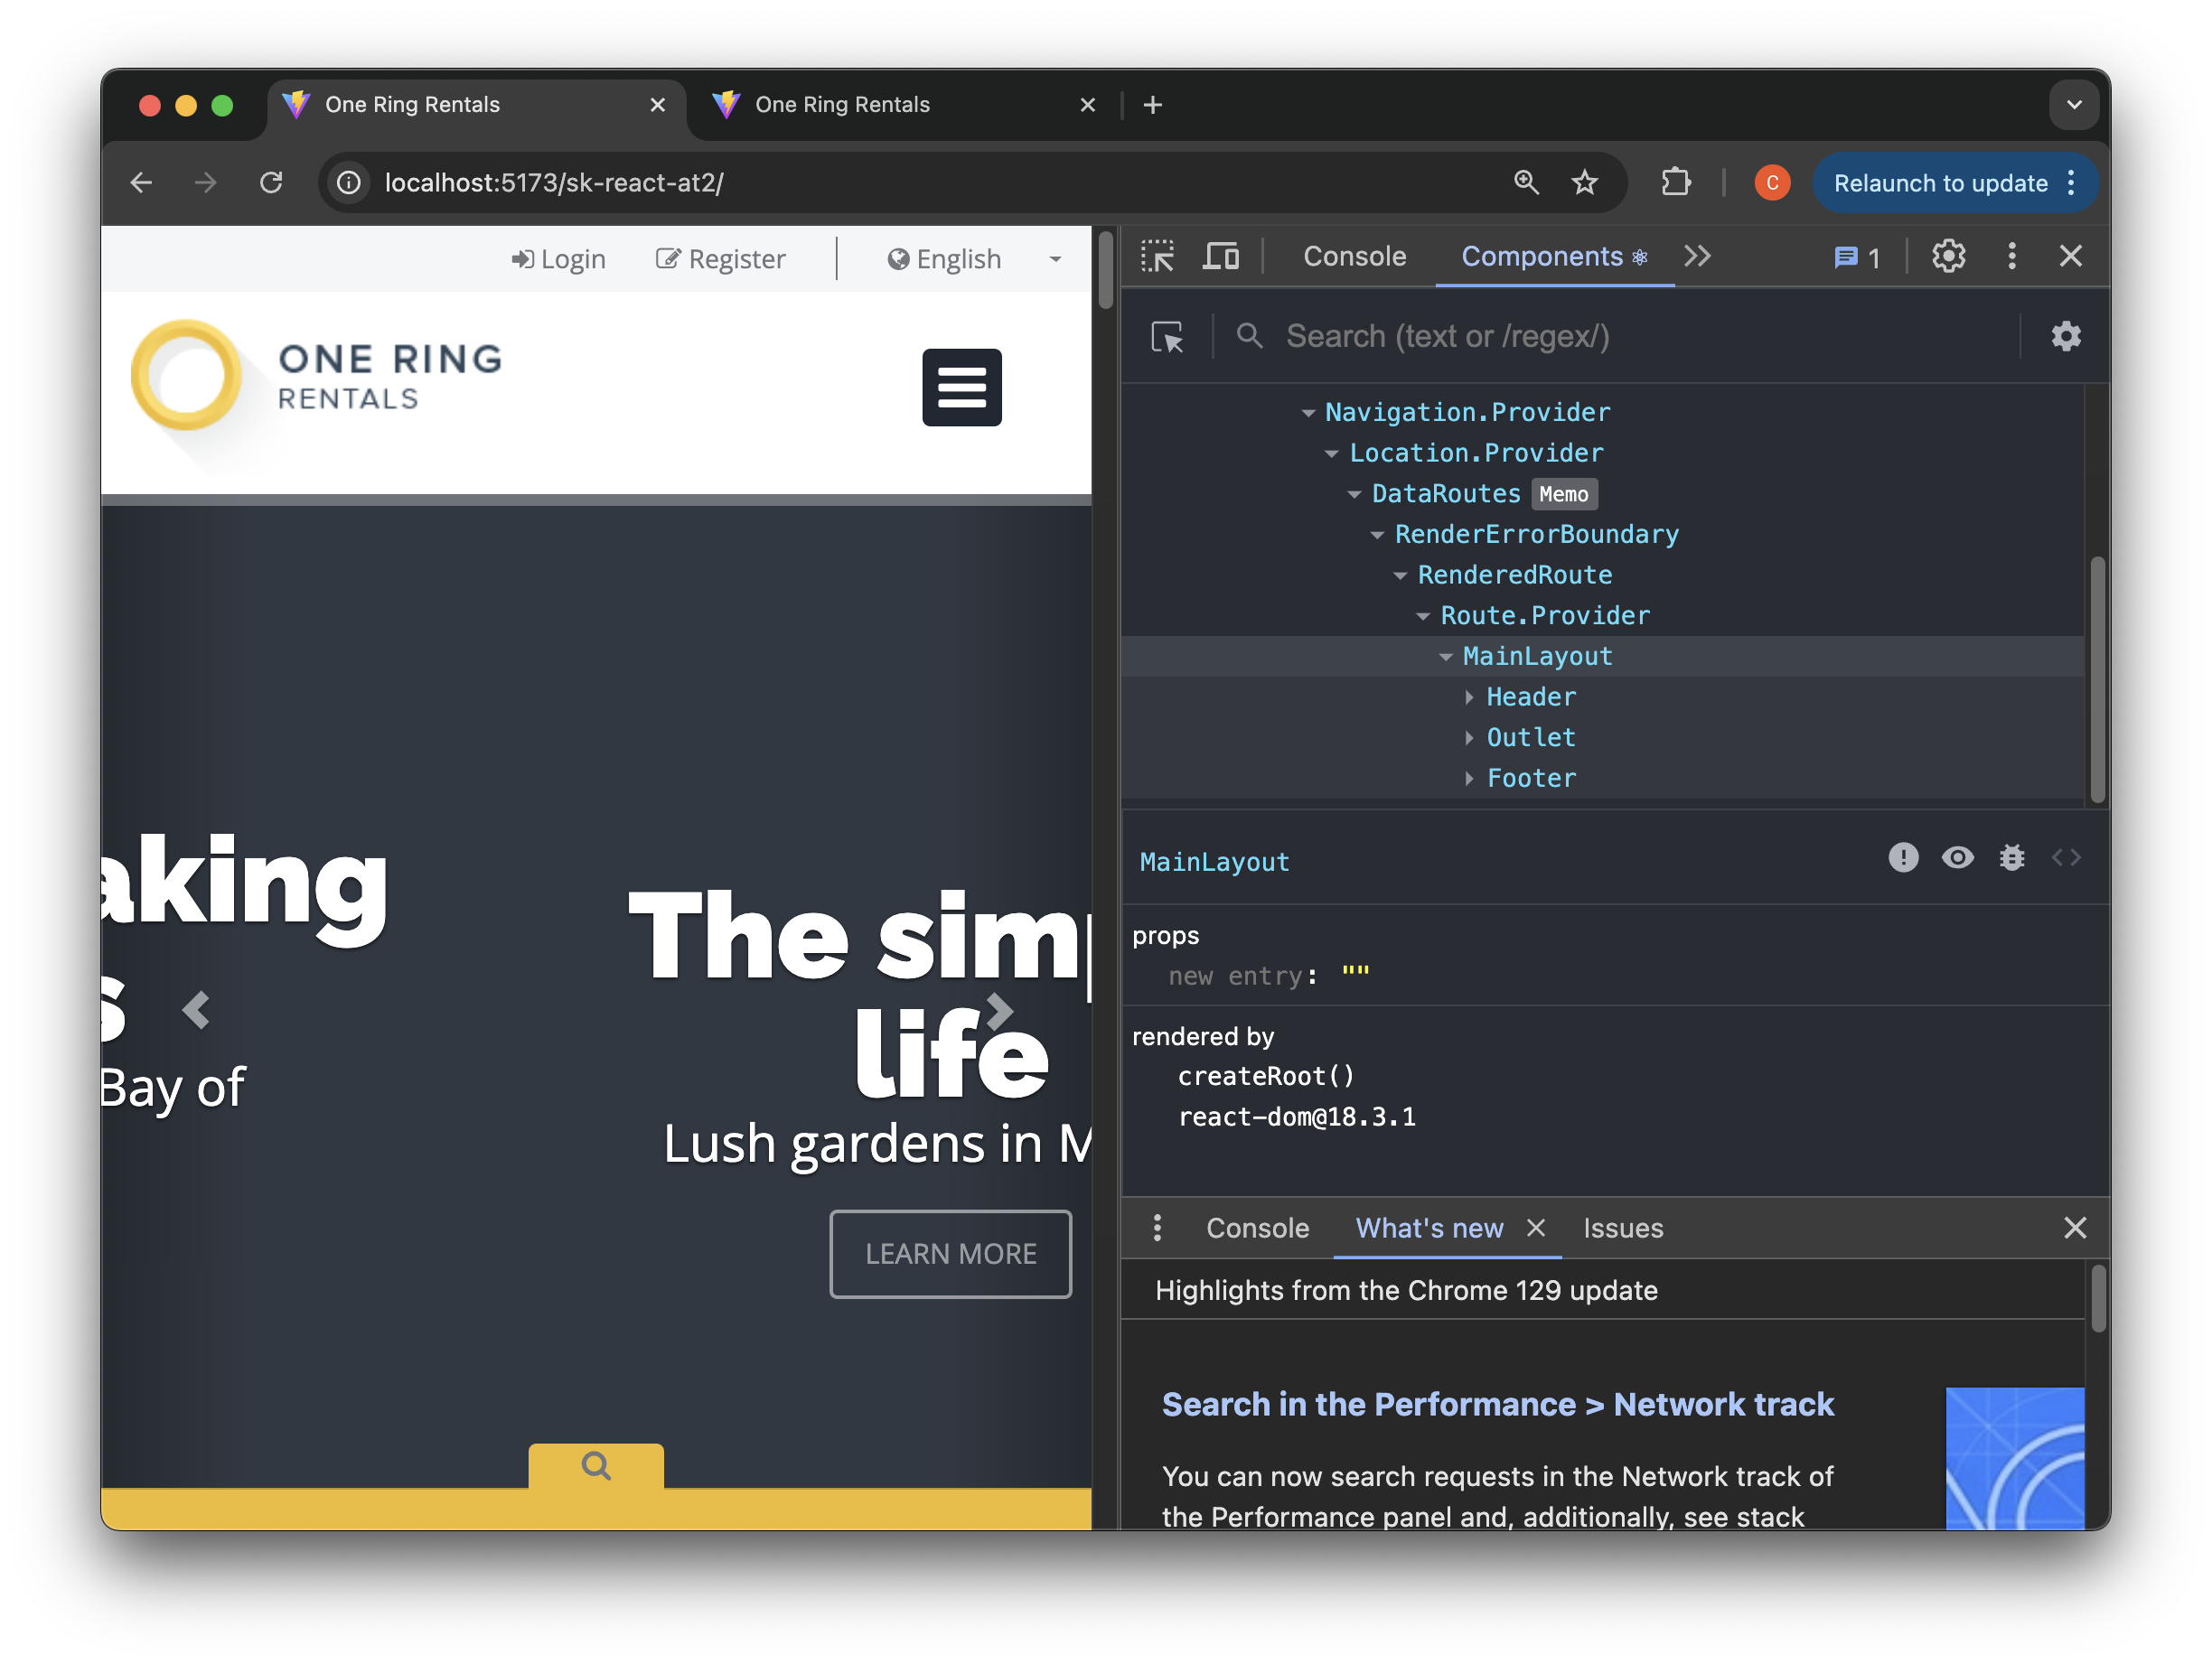 One Ring Rentals
One Ring Rentals
localhost:5173/sk-react-at2/
C
Relaunch to update
Login
Register
English
ONE RING
RENTALS
aking
s
Bay of
The simp
life
Lush gardens in M
LEARN MORE
Console
Components
1
Search (text or /regex/)
Navigation.Provider
Location.Provider
DataRoutes Memo
RenderErrorBoundary
RenderedRoute
Route.Provider
MainLayout
Header
Outlet
Footer
MainLayout
props
new entry: ""
rendered by
createRoot()
react-dom@18.3.1
Console
What's new
Issues
Highlights from the Chrome 129 update
Search in the Performance > Network track
You can now search requests in the Network track of
the Performance panel and, additionally, see stack